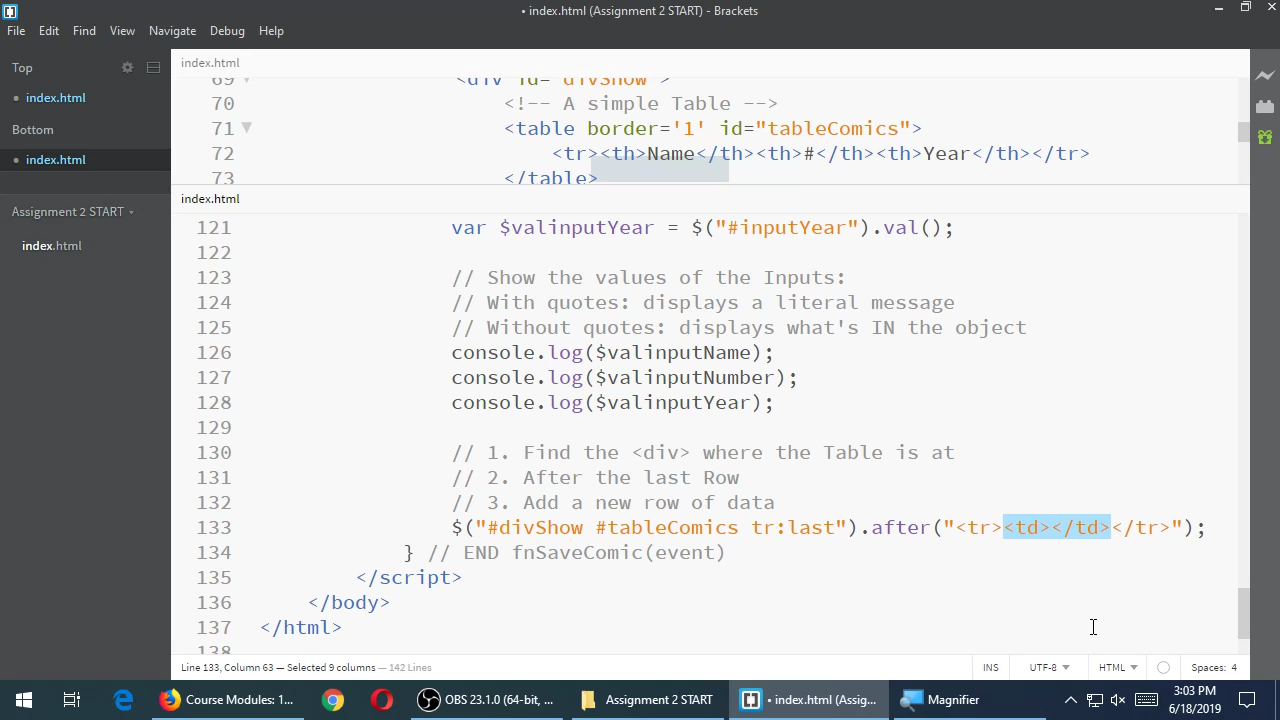 • index.html (Assignment 2 START) - Brackets
File Edit Find View Navigate Debug Help
Top
• index.html
Bottom
• index.html
Assignment 2 START
index.html
index.html
69 <div id="divShow">
70 <!-- A simple Table -->
71 <table border='1' id="tableComics">
72 <tr><th>Name</th><th>#</th><th>Year</th></tr>
73 </table>
index.html
121 var $valinputYear = $("#inputYear").val();
122
123 // Show the values of the Inputs:
124 // With quotes: displays a literal message
125 // Without quotes: displays what's IN the object
126 console.log($valinputName);
127 console.log($valinputNumber);
128 console.log($valinputYear);
129
130 // 1. Find the <div> where the Table is at
131 // 2. After the last Row
132 // 3. Add a new row of data
133 $("#divShow #tableComics tr:last").after("<tr><td></td></tr>");
134 } // END fnSaveComic(event)
135 </script>
136 </body>
137 </html>
138
Line 133, Column 63 — Selected 9 columns — 142 Lines
INS UTF-8 HTML Spaces: 4
Course Modules: 1...
OBS 23.1.0 (64-bit, ...
Assignment 2 START
• index.html (Assig...
Magnifier
3:03 PM
6/18/2019